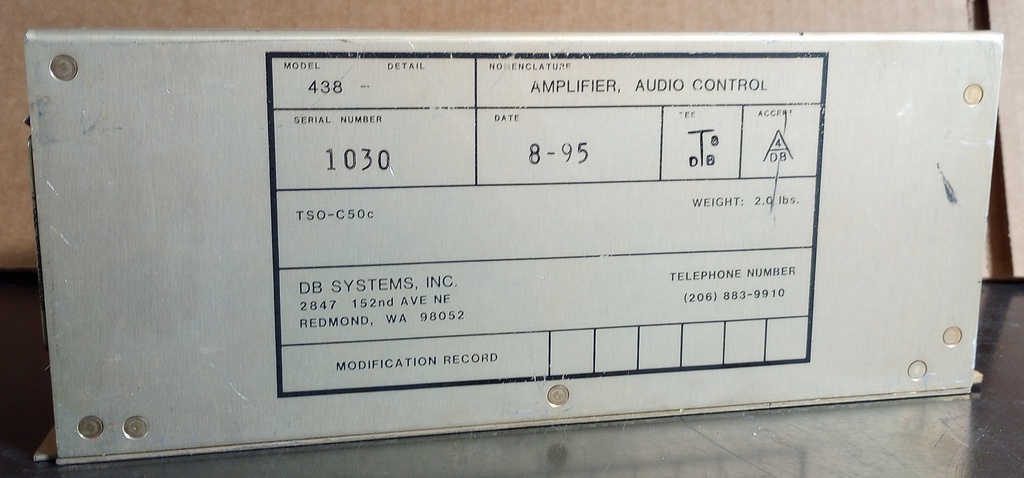 MODEL DETAIL
438 -
NOMENCLATURE
AMPLIFIER, AUDIO CONTROL
SERIAL NUMBER
1030
DATE
8-95
TES
T
DB
ACCEPT
4
DB
TSO-C50c
WEIGHT: 2.0 lbs.
DB SYSTEMS, INC.
2847 152nd AVE NE
REDMOND, WA 98052
TELEPHONE NUMBER
(206) 883-9910
MODIFICATION RECORD